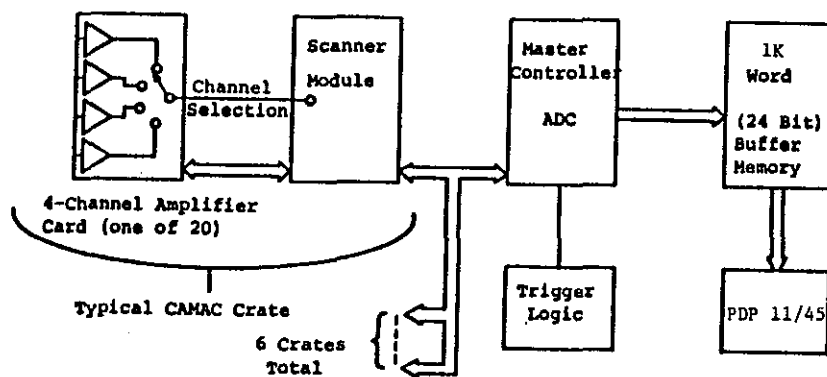 Channel
Selection
4-Channel Amplifier
Card (one of 20)
Typical CAMAC Crate
Scanner
Module
6 Crates
Total
Master
Controller
ADC
Trigger
Logic
1K
Word
(24 Bit)
Buffer
Memory
PDP 11/45